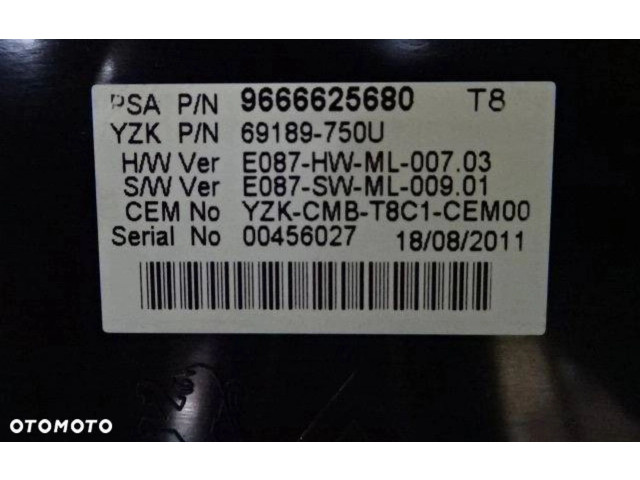 PSA P/N 9666625680 T8
YZK P/N 69189-750U
H/W Ver E087-HW-ML-007.03
S/W Ver E087-SW-ML-009.01
CEM No YZK-CMB-T8C1-CEM00
Serial No 00456027 18/08/2011
OTOMOTO